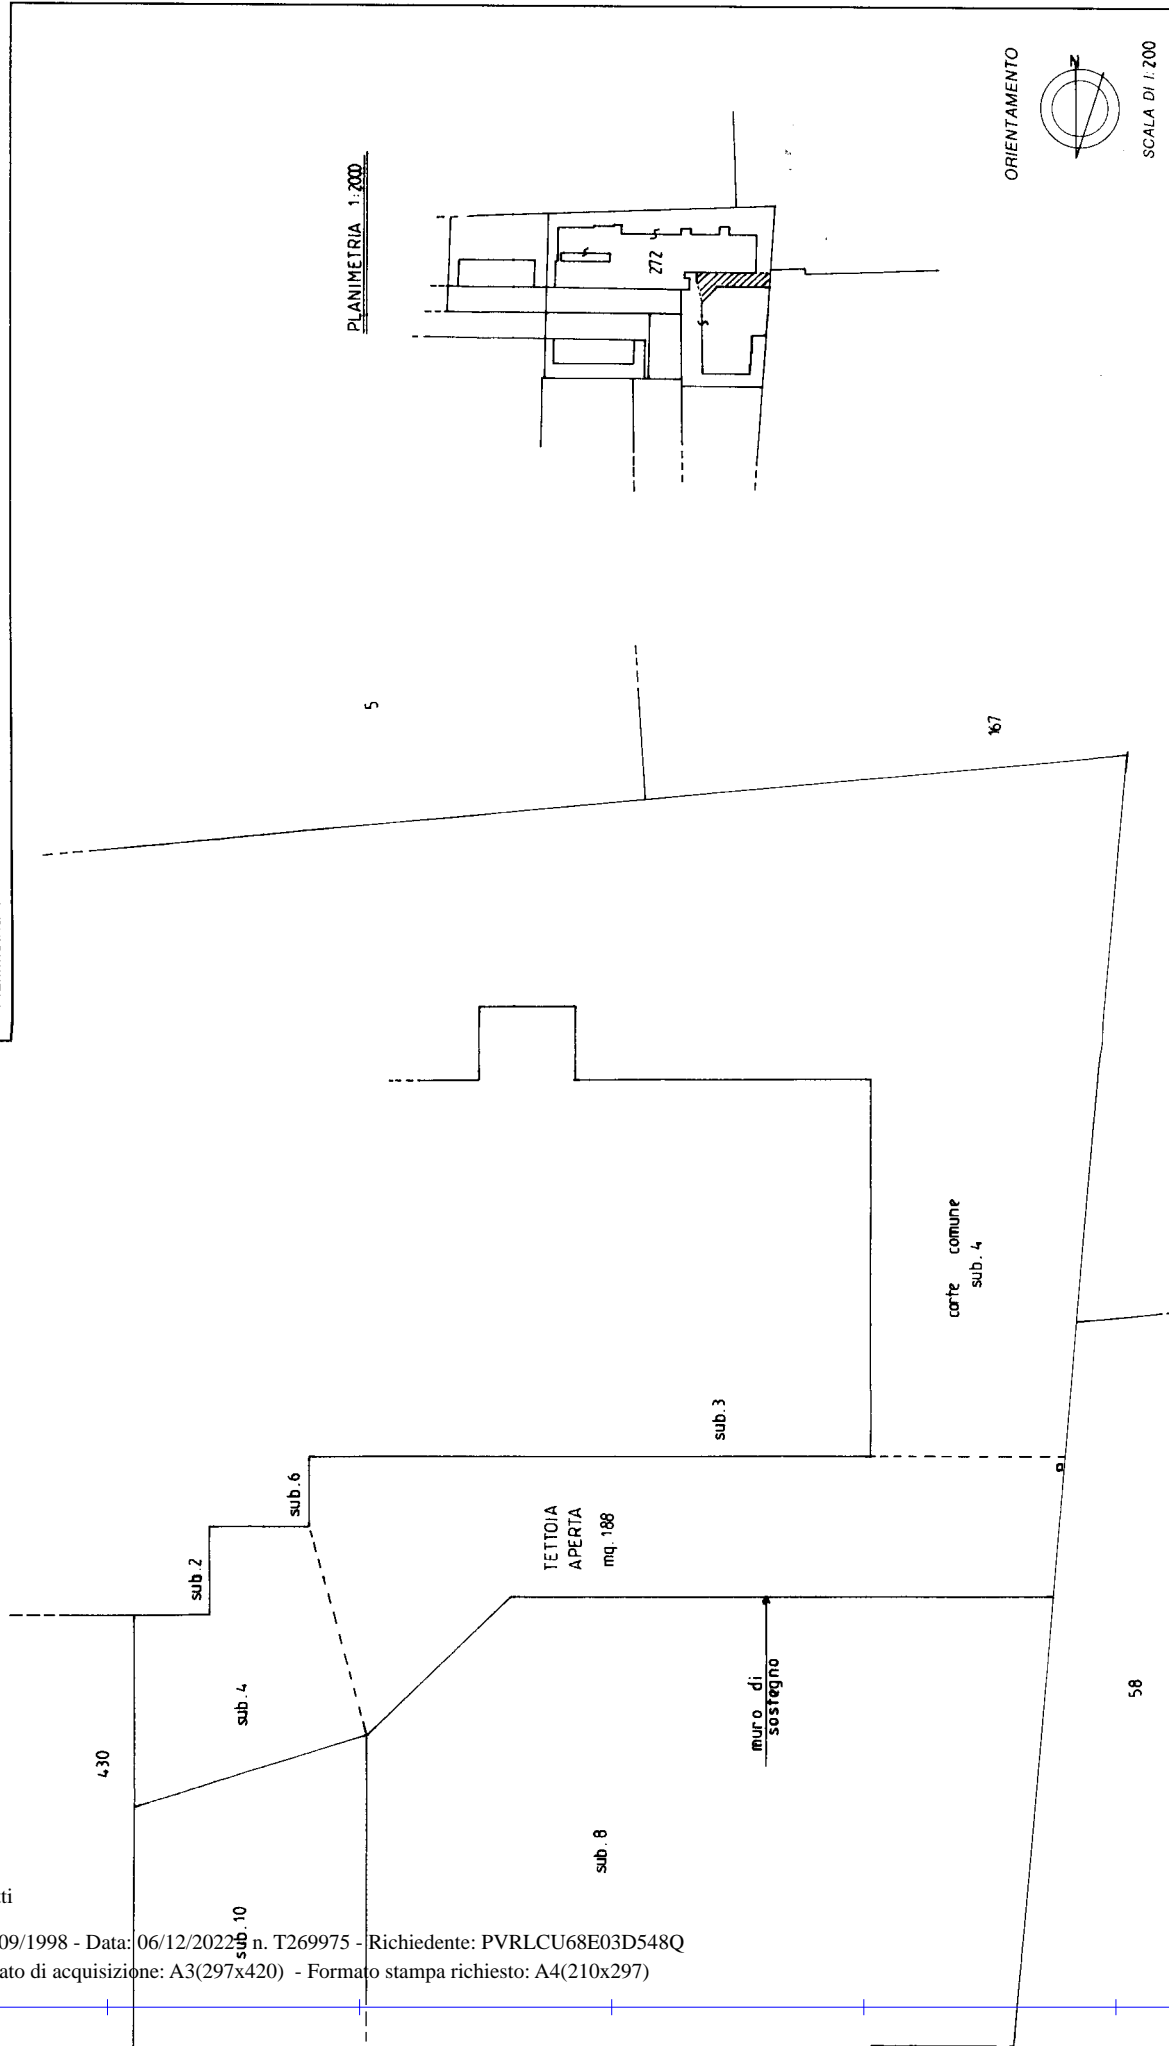 PLANIMETRIA 1:2000
272
ORIENTAMENTO
N
SCALA DI 1:200
5
167
corte comune
sub. 4
sub.3
sub.6
sub.2
TETTOIA
APERTA
mq. 188
sub.4
430
muro di
sostegno
58
sub.8
sub.10
ti
09/1998 - Data: 06/12/2022 - n. T269975 - Richiedente: PVRLCU68E03D548Q
ato di acquisizione: A3(297x420) - Formato stampa richiesto: A4(210x297)